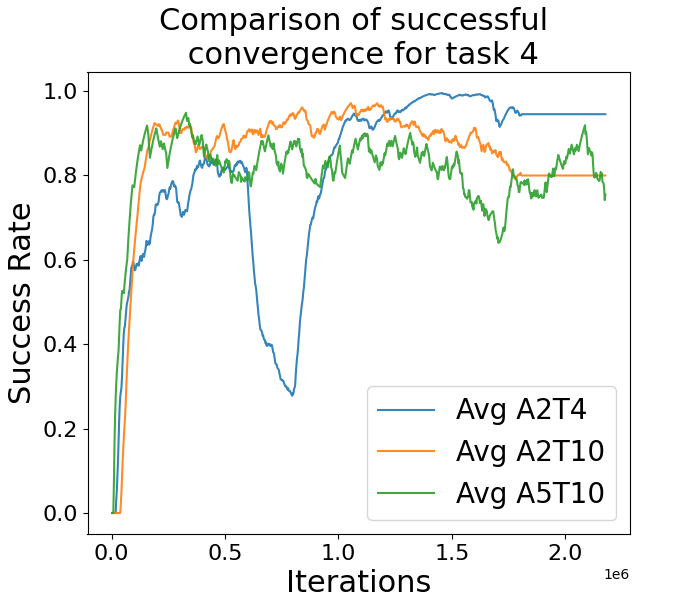 Comparison of successful
convergence for task 4
1.0
0.8
0.6
0.4
0.2
0.0
Success Rate
Avg A2T4
Avg A2T10
Avg A5T10
0.0 0.5 1.0 1.5 2.0
1e6
Iterations